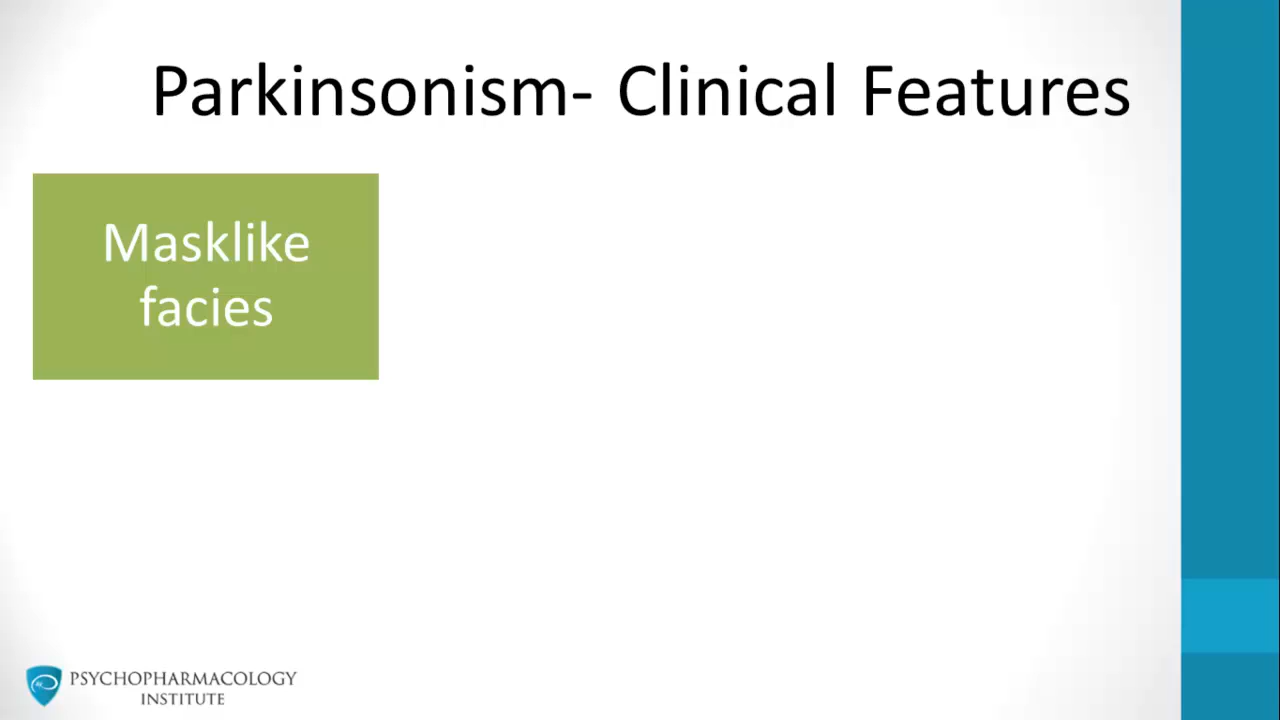 Parkinsonism- Clinical Features
Masklike
facies
PSYCHOPHARMACOLOGY
INSTITUTE